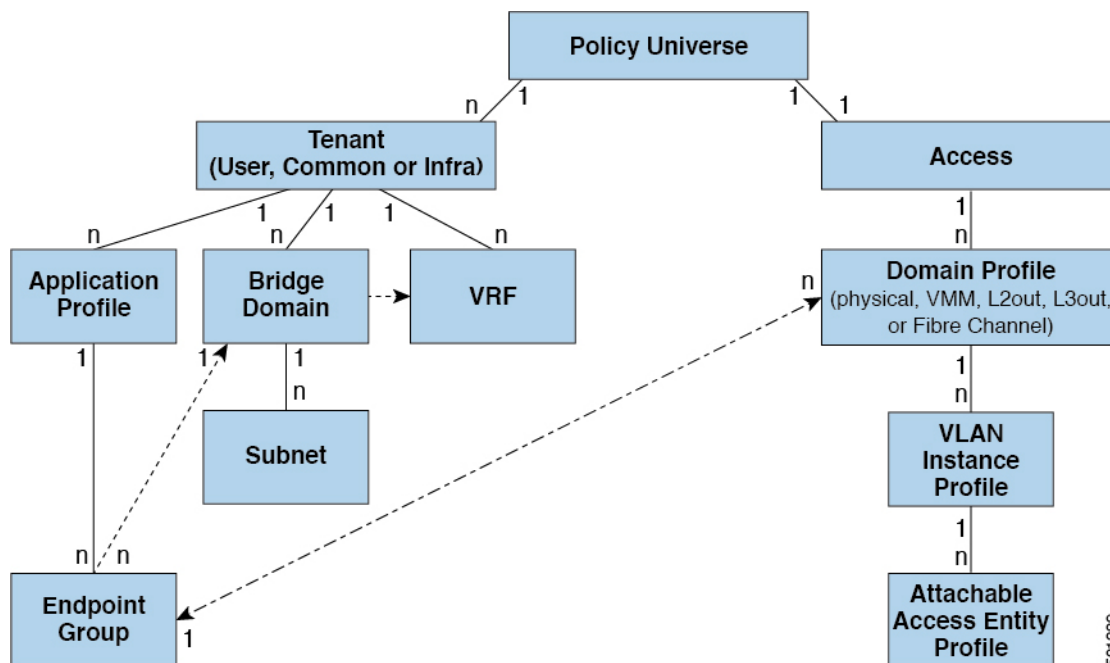 Policy Universe
n
1
1
1
Tenant
(User, Common or Infra)
Access
1
1
1
1
n
n
n
n
Application
Profile
Bridge
Domain
VRF
n
Domain Profile
(physical, VMM, L2out, L3out,
or Fibre Channel)
1
1
1
1
n
n
Subnet
VLAN
Instance
Profile
1
n
n
n
Endpoint
Group
1
Attachable
Access Entity
Profile